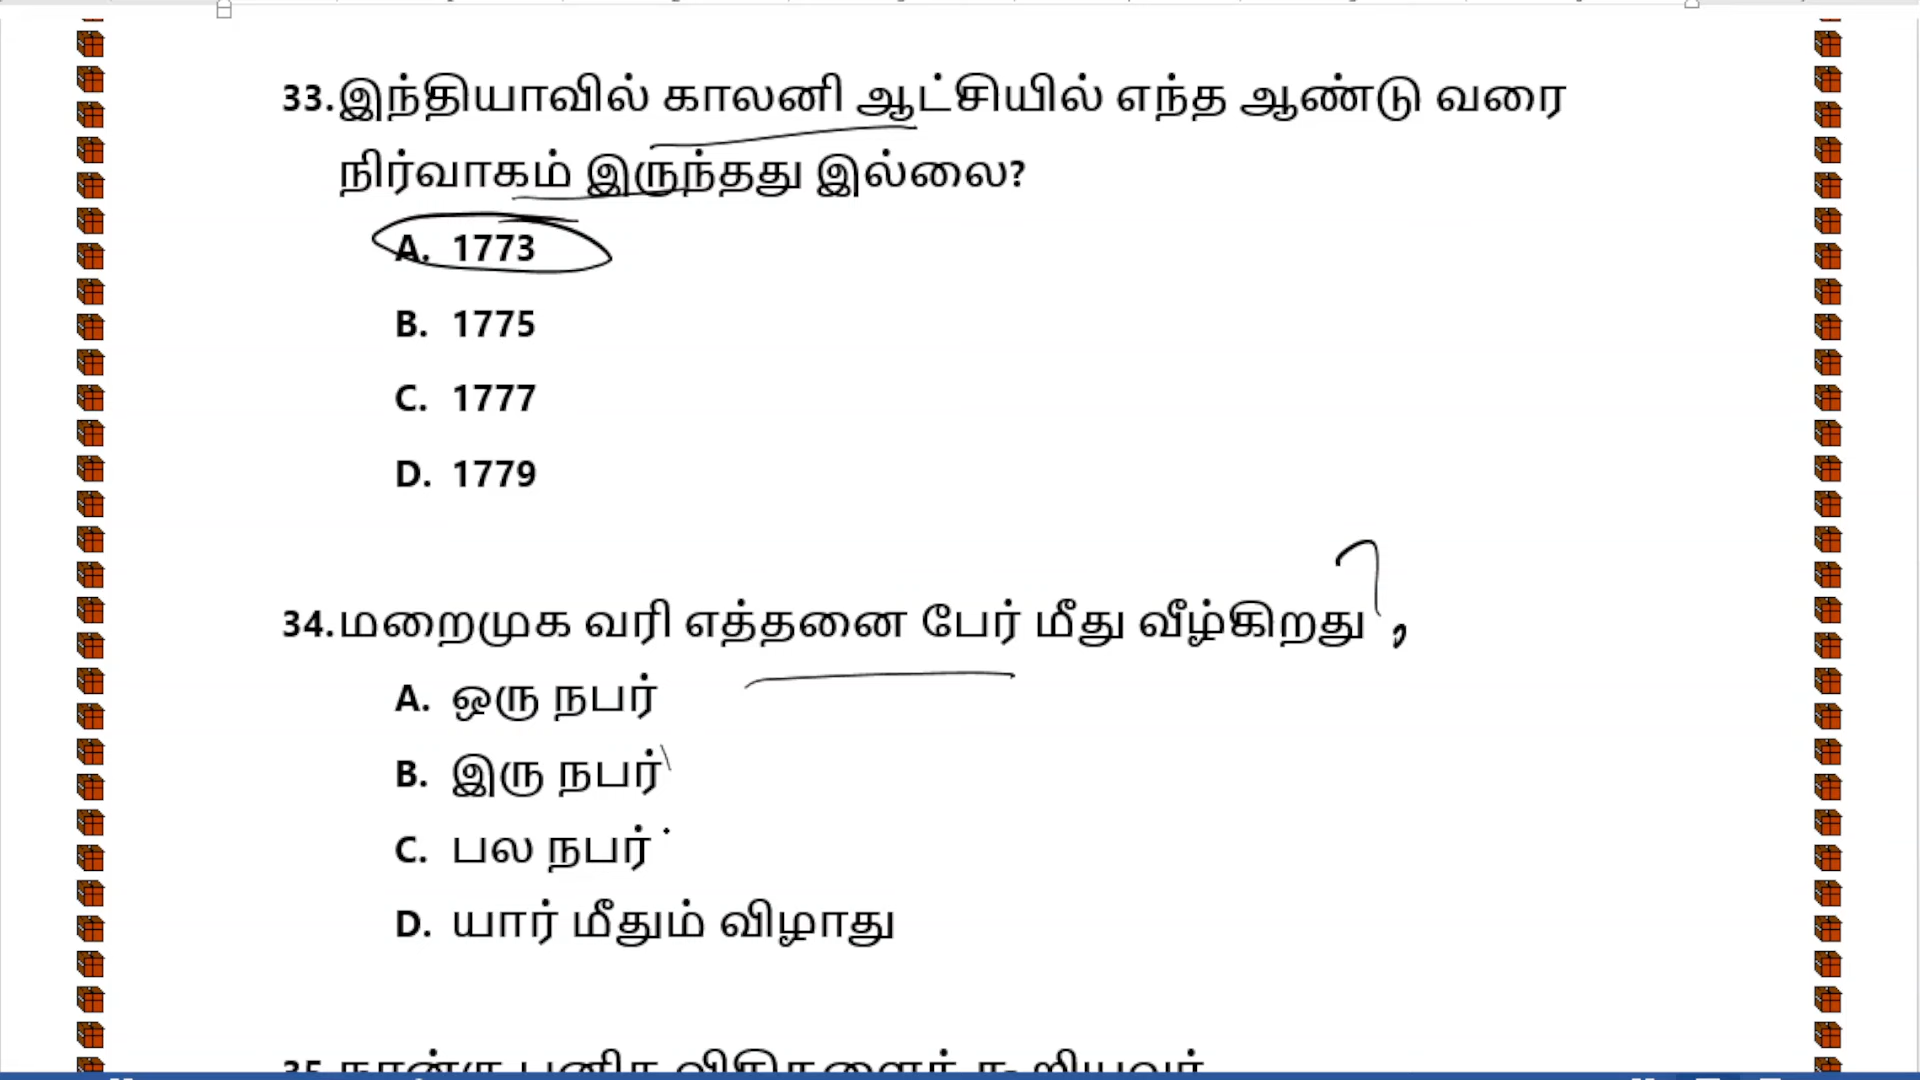 33.இந்தியாவில் காலனி ஆட்சியில் எந்த ஆண்டு வரை
நிர்வாகம் இருந்தது இல்லை?
A. 1773
B. 1775
C. 1777
D. 1779
34.மறைமுக வரி எத்தனை பேர் மீது வீழ்கிறது,
A. ஒரு நபர்
B. இரு நபர்
C. பல நபர்
D. யார் மீதும் விழாது